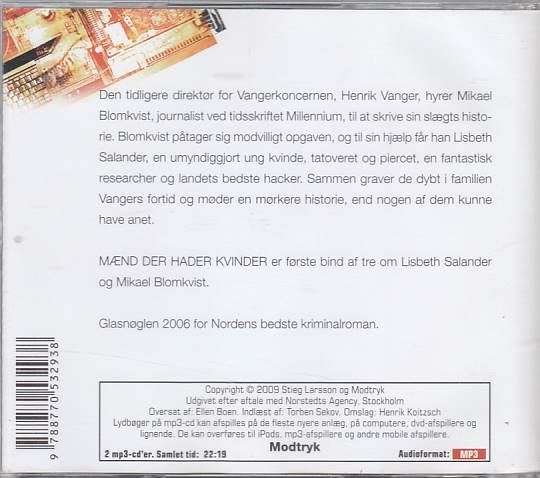 Den tidligere direktør for Vangerkoncernen, Henrik Vanger, hyrer Mikael
Blomkvist, journalist ved tidsskriftet Millennium, til at skrive sin slægts histo-
rie. Blomkvist påtager sig modvilligt opgaven, og til sin hjælp får han Lisbeth
Salander, en umyndiggjort ung kvinde, tatoveret og piercet, en fantastisk
researcher og landets bedste hacker. Sammen graver de dybt i familien
Vangers fortid og møder en mørkere historie, end nogen af dem kunne
have anet.
MÆND DER HADER KVINDER er første bind af tre om Lisbeth Salander
og Mikael Blomkvist.
Glasnøglen 2006 for Nordens bedste kriminalroman.
9 788770 532938
Copyright © 2009 Stieg Larsson og Modtryk
Udgivet efter aftale med Norstedts Agency, Stockholm
Oversat af: Ellen Boen. Indlæst af: Torben Sekov. Omslag: Henrik Koitzsch
Lydbøger på mp3-cd kan afspilles på de fleste nyere anlæg, på computere, dvd-afspillere og
lignende. De kan overføres til iPods, mp3-afspillere og andre mobile afspillere.
2 mp3-cd'er. Samlet tid: 22:19 Modtryk Audioformat: MP3